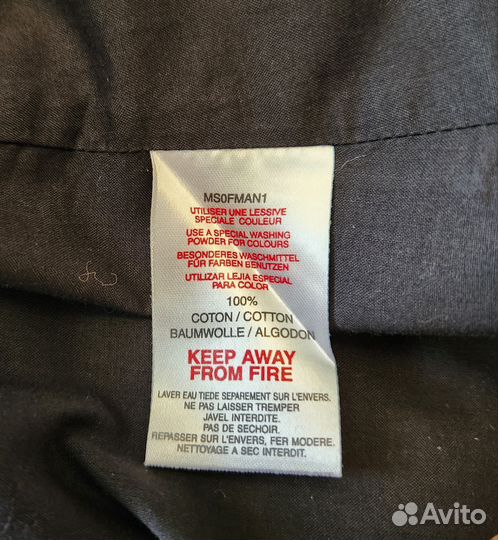 MS0FMAN1
UTILISER UNE LESSIVE
SPECIALE COULEUR
USE A SPECIAL WASHING
POWDER FOR COLOURS
BESONDERES WASCHMITTEL
FÜR FARBEN BENUTZEN
UTILIZAR LEJIA ESPECIAL
PARA COLOR
100%
COTON / COTTON
BAUMWOLLE / ALGODON
KEEP AWAY
FROM FIRE
LAVER EAU TIEDE SEPAREMENT SUR L'ENVERS.
NE PAS LAISSER TREMPER
JAVEL INTERDITE.
PAS DE SECHOIR.
REPASSER SUR L'ENVERS, FER MODERE.
NETTOYAGE A SEC INTERDIT.
Avito